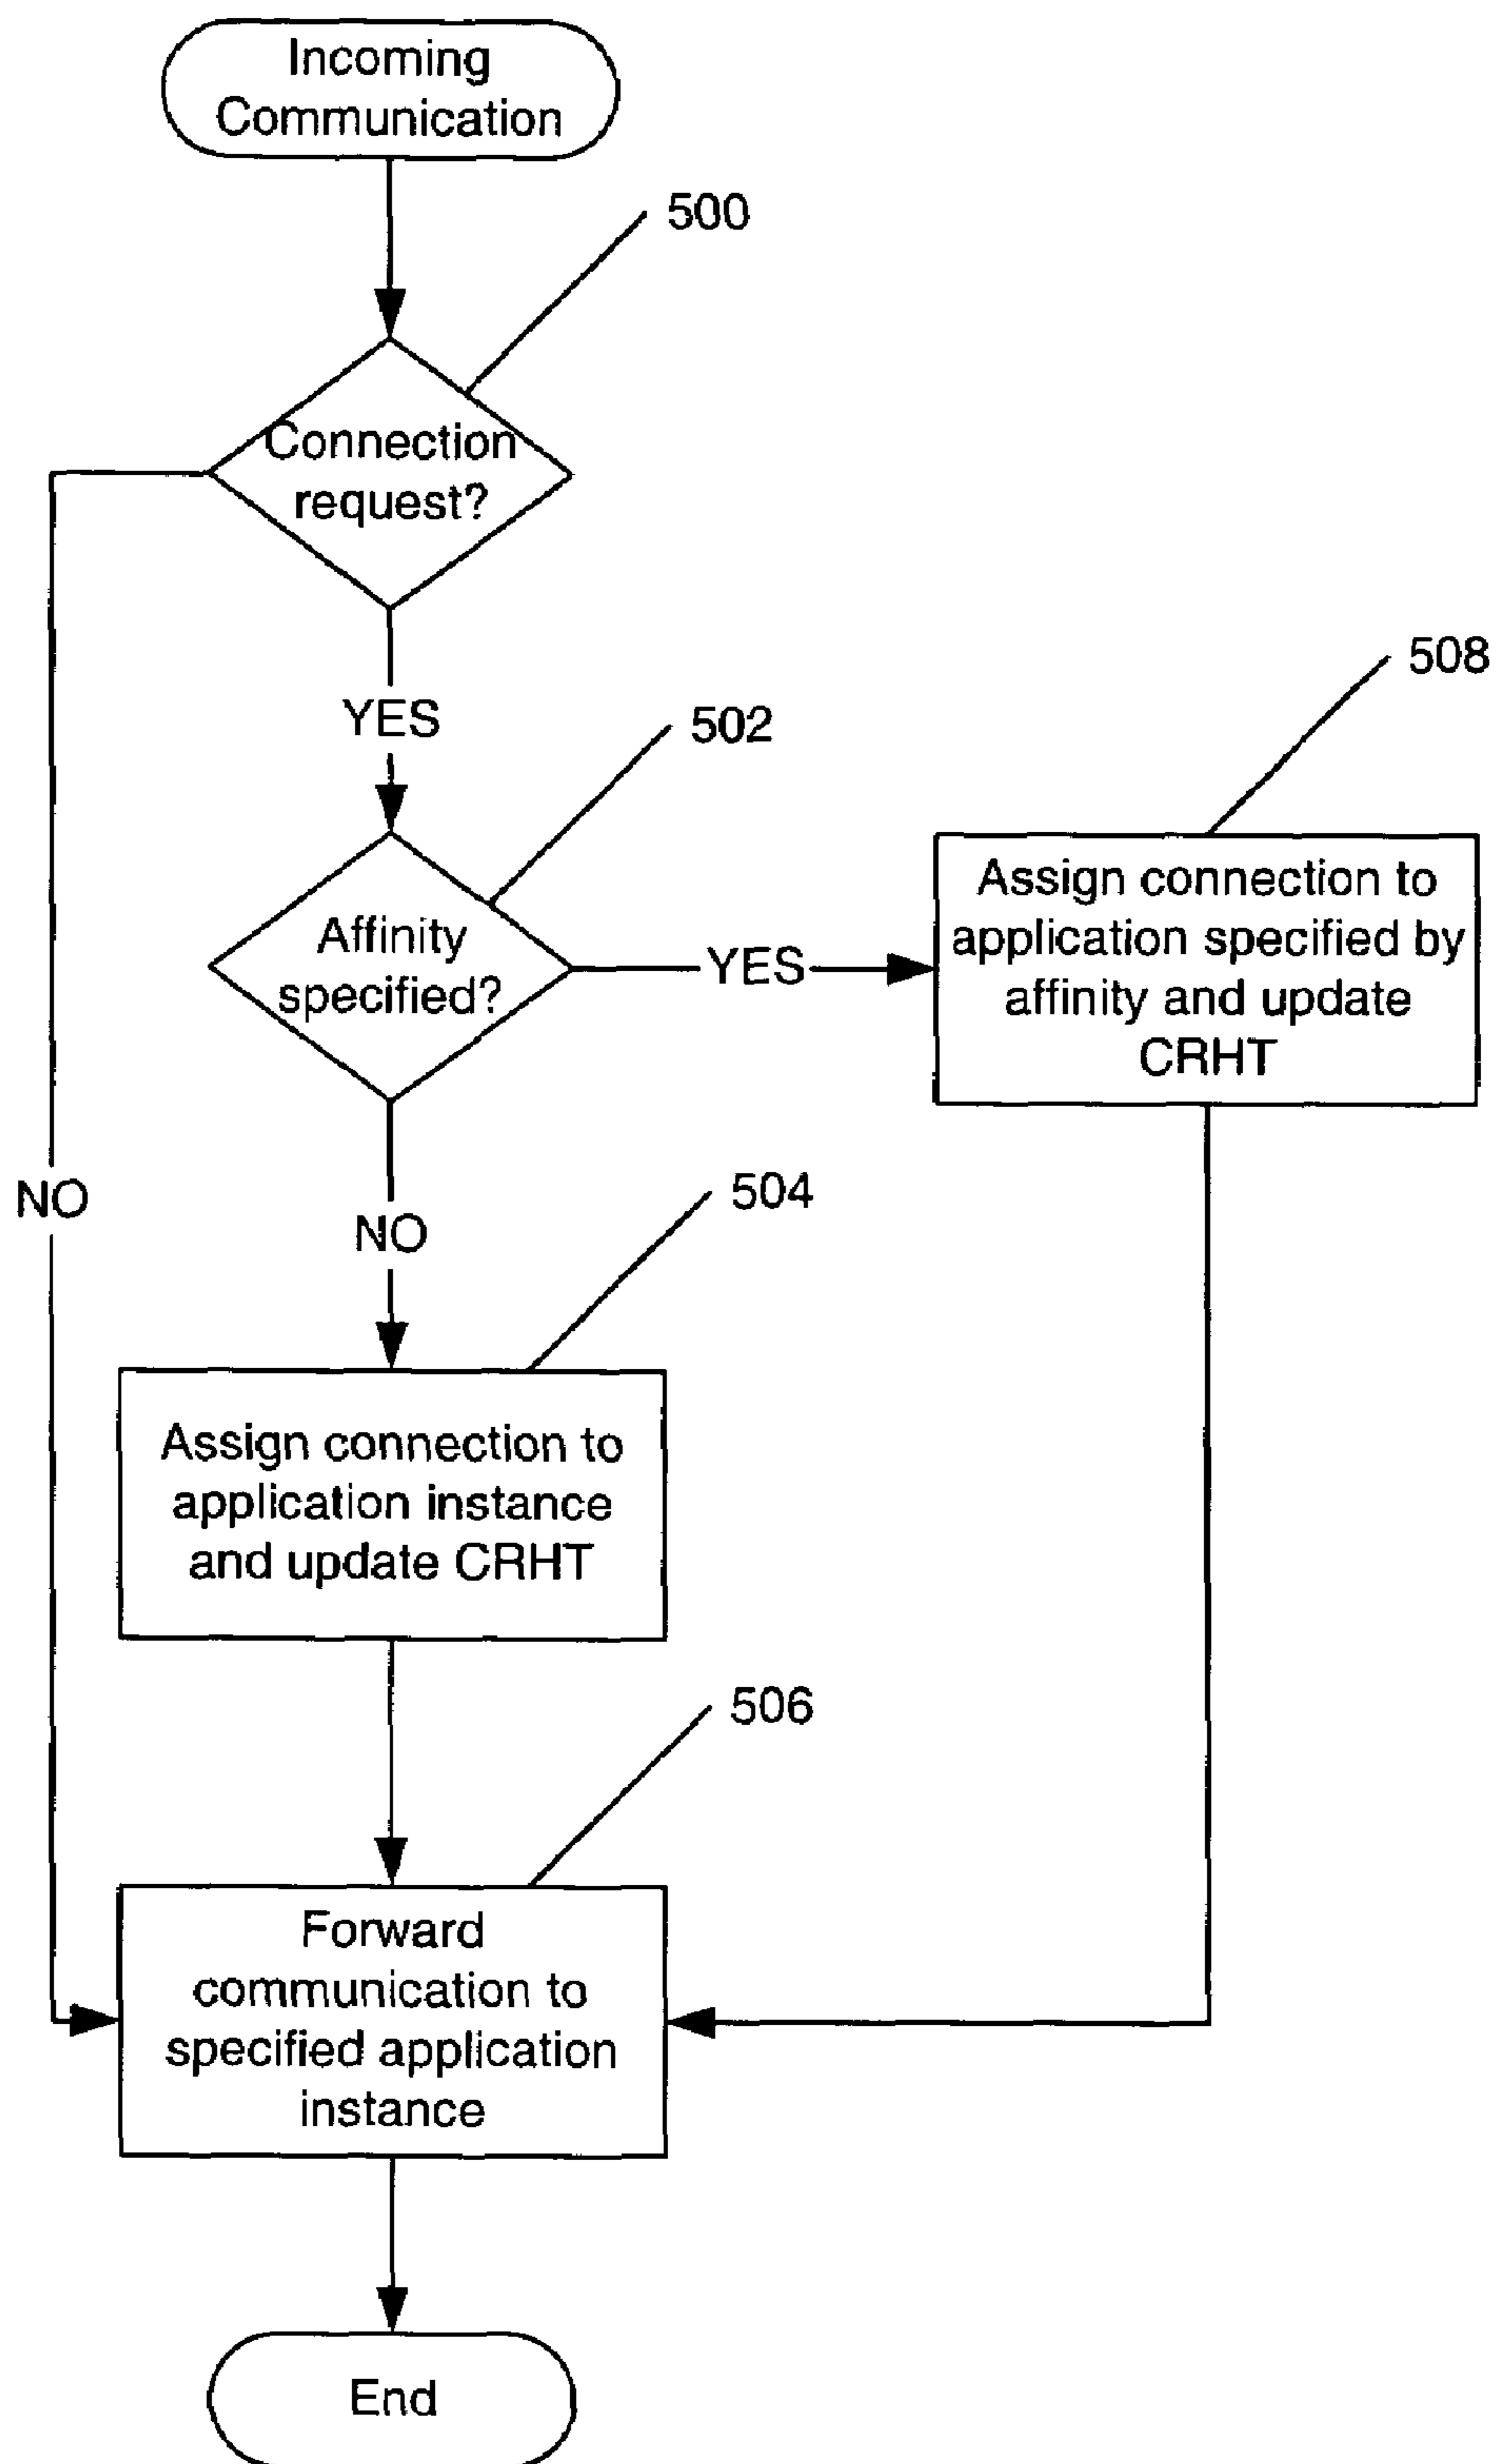 Incoming
Communication
500
Connection
request?
YES
502
508
Affinity
specified?
YES
Assign connection to
application specified by
affinity and update
CRHT
NO
NO
504
Assign connection to
application instance
and update CRHT
506
Forward
communication to
specified application
instance
End